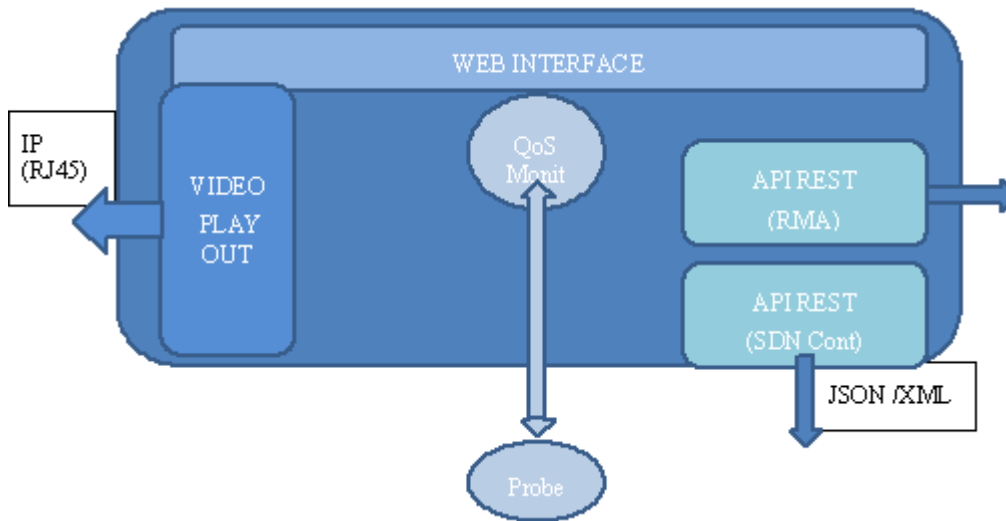 WEB INTERFACE
IP
(RJ45)
VIDEO
PLAY
OUT
QoS
Monit
API REST
(RMA)
API REST
(SDN Cont)
JSON /XML
Probe